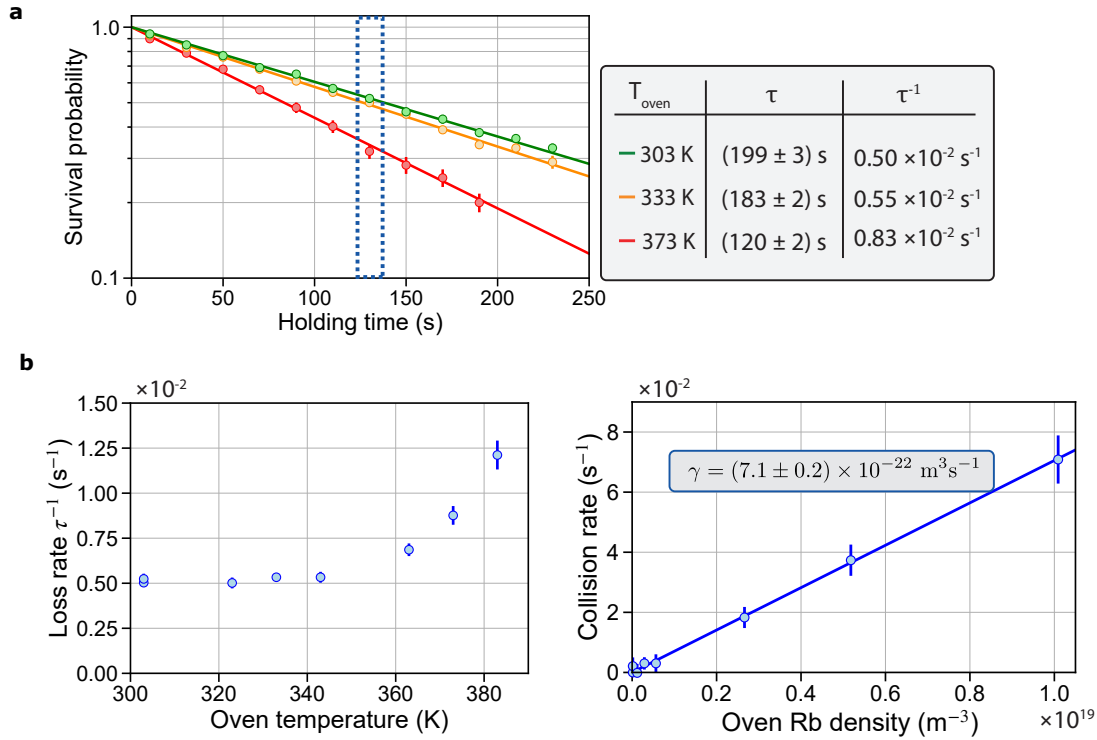 a
Survival probability
1.0
0.1
0 50 100 150 200 250
Holding time (s)
T_oven τ τ⁻¹
303 K (199 ± 3) s 0.50 ×10⁻² s⁻¹
333 K (183 ± 2) s 0.55 ×10⁻² s⁻¹
373 K (120 ± 2) s 0.83 ×10⁻² s⁻¹
b
×10⁻²
Loss rate τ⁻¹ (s⁻¹)
1.50
1.25
1.00
0.75
0.50
0.25
0.00
300 320 340 360 380
Oven temperature (K)
×10⁻²
Collision rate (s⁻¹)
8
6
4
2
0
γ = (7.1 ± 0.2) × 10⁻²² m³s⁻¹
0.0 0.2 0.4 0.6 0.8 1.0
Oven Rb density (m⁻³)
×10¹⁹